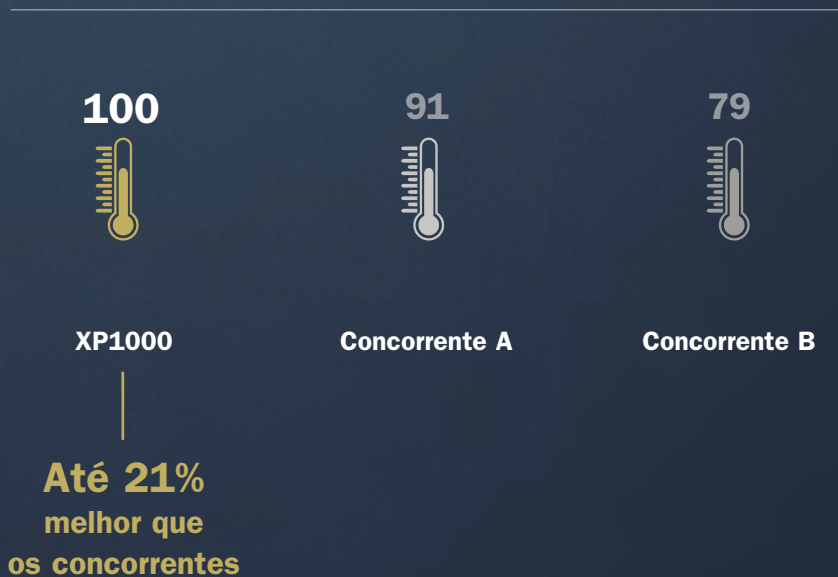 100
91
79
XP1000
Concorrente A
Concorrente B
Até 21%
melhor que
os concorrentes